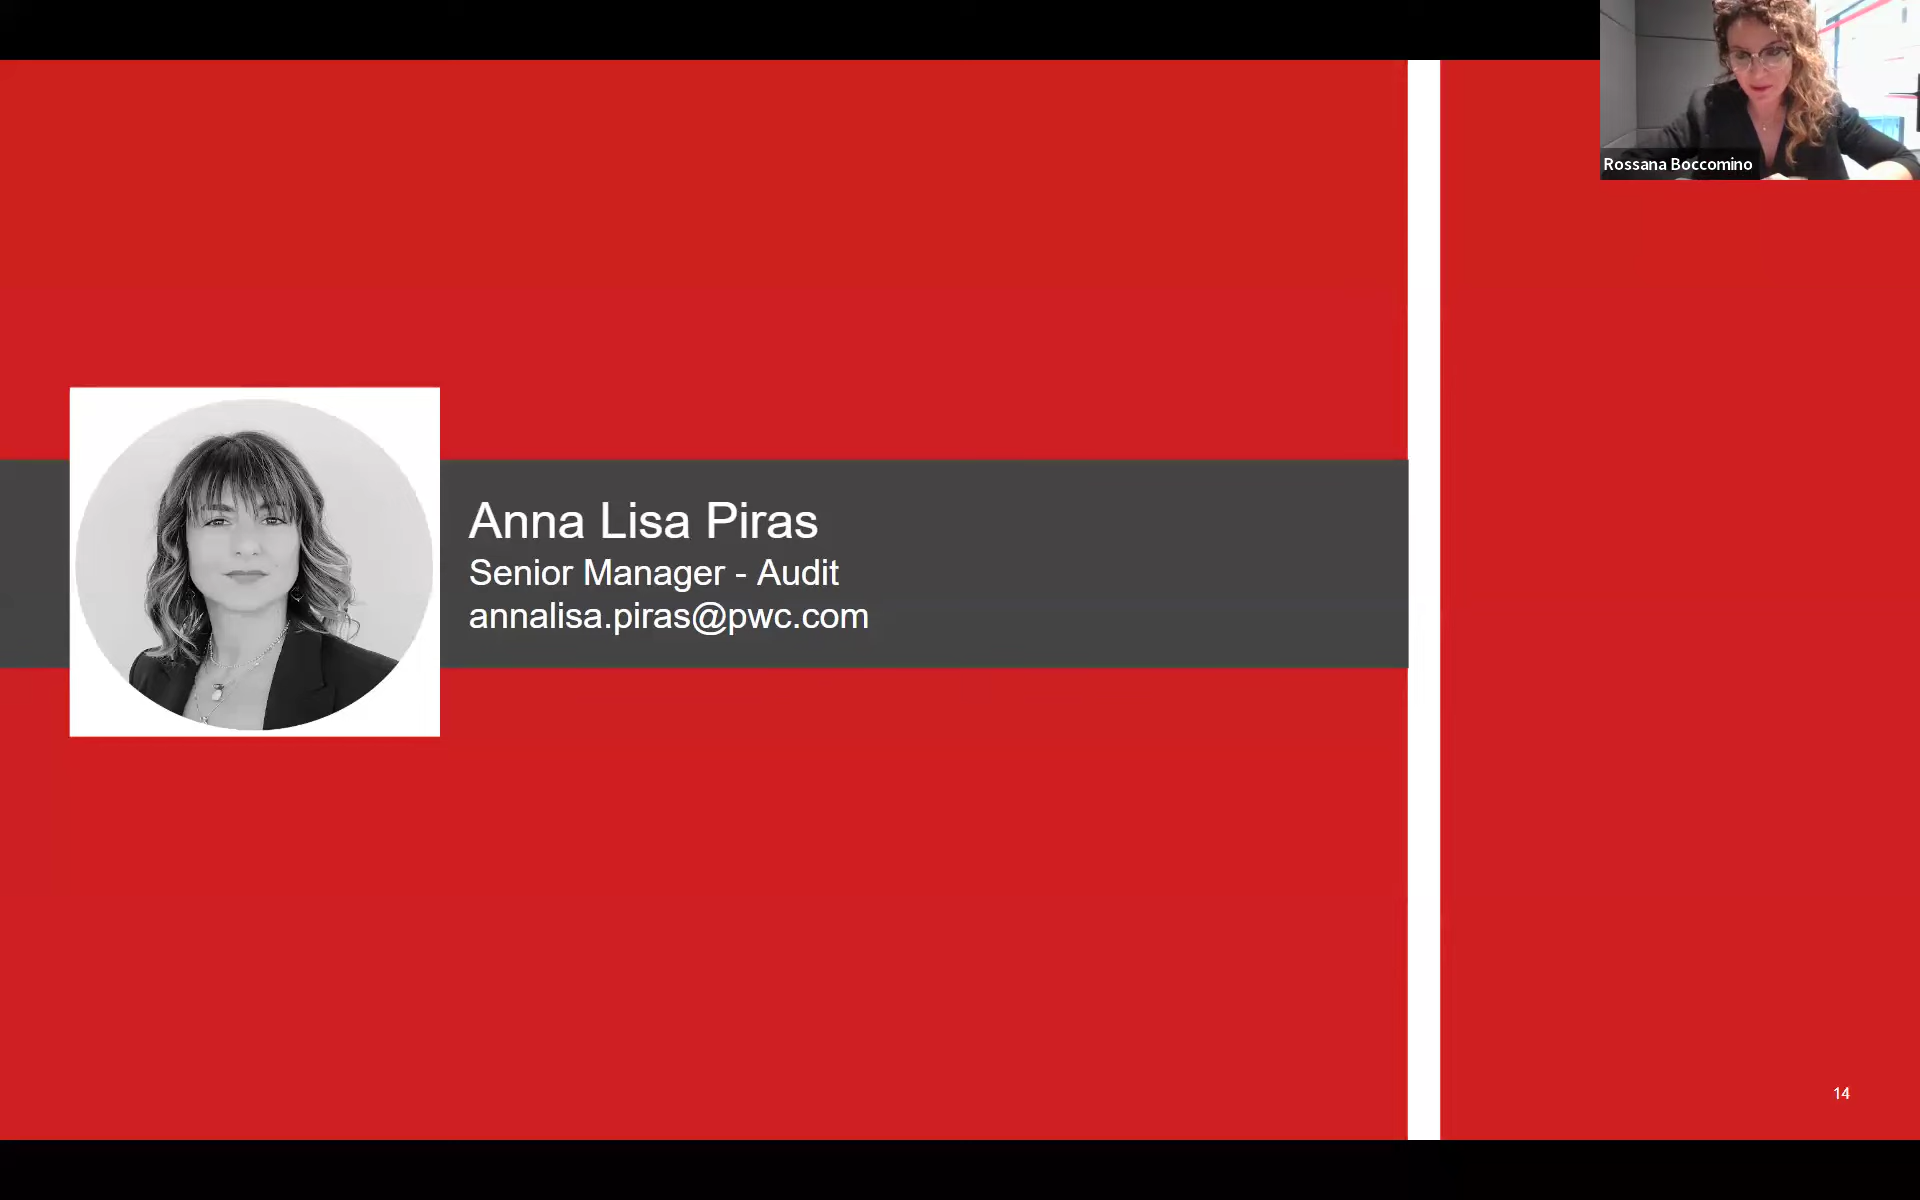 Rossana Boccomino
Anna Lisa Piras
Senior Manager - Audit
annalisa.piras@pwc.com
14